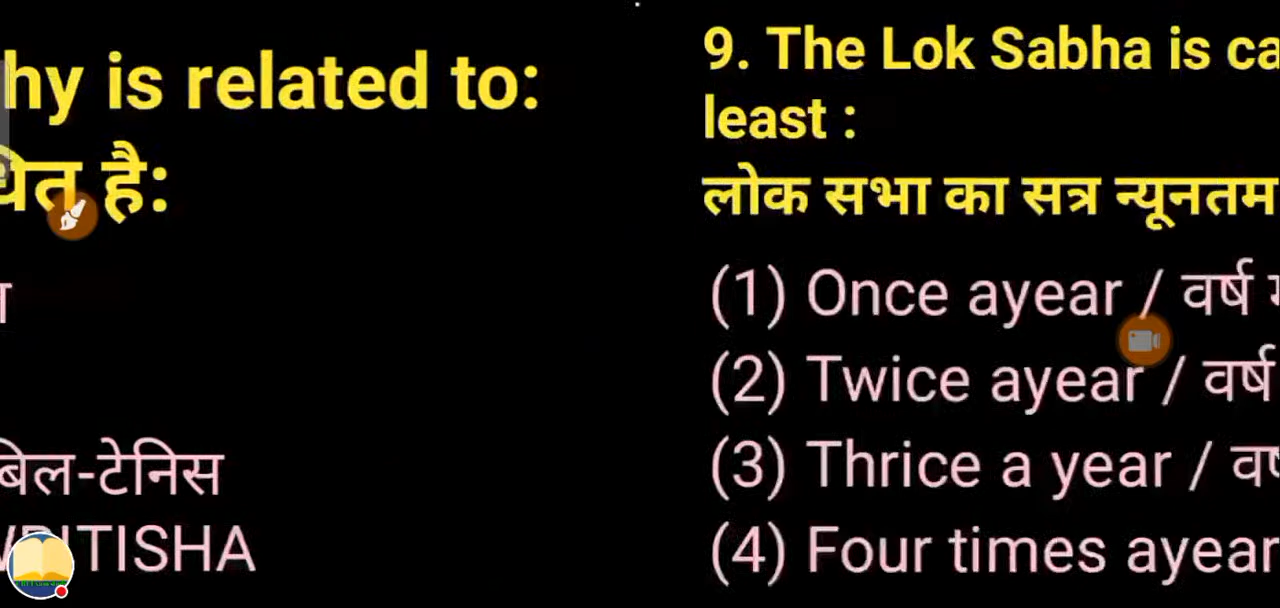 hy is related to:
है:
बिल-टेनिस
TISHA
9. The Lok Sabha is ca
least :
लोक सभा का सत्र न्यूनतम
(1) Once ayear / वर्ष
(2) Twice ayear / वर्ष
(3) Thrice a year /
(4) Four times ayear